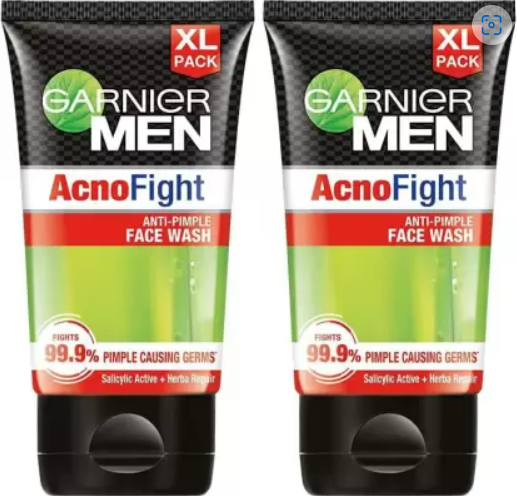 XL
PACK
GARNIER
MEN
AcnoFight
ANTI-PIMPLE
FACE WASH
FIGHTS
99.9% PIMPLE CAUSING GERMS*
Salicylic Active + Herba Repair
XL
PACK
GARNIER
MEN
AcnoFight
ANTI-PIMPLE
FACE WASH
FIGHTS
99.9% PIMPLE CAUSING GERMS*
Salicylic Active + Herba Repair